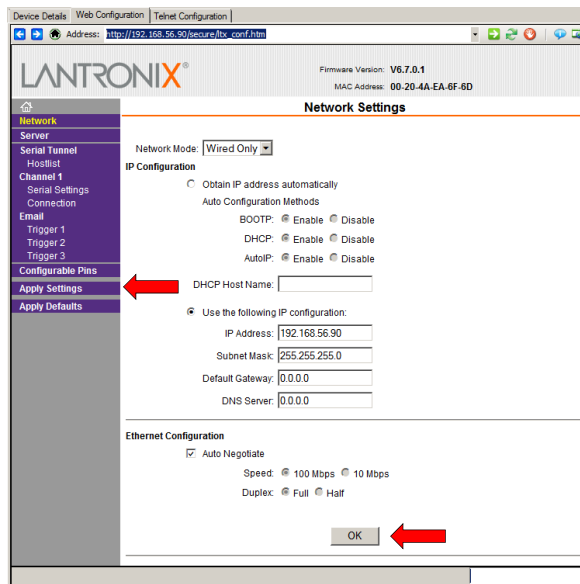 Device Details Web Configuration Telnet Configuration
Address: http://192.168.56.90/secure/ltx_conf.htm
LANTRONIX®
Firmware Version: V6.7.0.1
MAC Address: 00-20-4A-EA-6F-6D
Network Settings
Network
Server
Serial Tunnel
Hostlist
Channel 1
Serial Settings
Connection
Email
Trigger 1
Trigger 2
Trigger 3
Configurable Pins
Apply Settings
Apply Defaults
Network Mode: Wired Only
IP Configuration
Obtain IP address automatically
Auto Configuration Methods
BOOTP: Enable Disable
DHCP: Enable Disable
AutoIP: Enable Disable
DHCP Host Name:
Use the following IP configuration:
IP Address: 192.168.56.90
Subnet Mask: 255.255.255.0
Default Gateway: 0.0.0.0
DNS Server: 0.0.0.0
Ethernet Configuration
Auto Negotiate
Speed: 100 Mbps 10 Mbps
Duplex: Full Half
OK